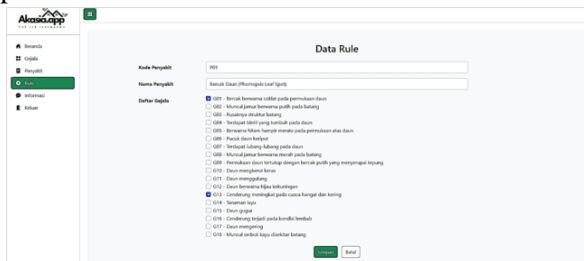 Akasia.app
Beranda
Gejala
Penyakit
Rule
Informasi
Keluar
Data Rule
Kode Penyakit
P01
Nama Penyakit
Bercak Daun (Phomopsis Leaf Spot)
Daftar Gejala
G01 - Bercak berwarna coklat pada permukaan daun
G02 - Muncul jamur berwarna putih pada batang
G03 - Rusaknya struktur batang
G04 - Terdapat bintil yang tumbuh pada daun
G05 - Berwarna hitam hampir merata pada permukaan atas daun
G06 - Pucuk daun keriput
G07 - Terdapat lubang-lubang pada daun
G08 - Muncul jamur berwarna merah pada batang
G09 - Permukaan daun tertutup dengan bercak putih yang menyerupai tepung
G10 - Daun mengkerut keras
G11 - Daun menggulung
G12 - Daun berwarna hijau kekuningan
G13 - Cenderung meningkat pada cuaca hangat dan kering
G14 - Tanaman layu
G15 - Daun gugur
G16 - Cenderung terjadi pada kondisi lembab
G17 - Daun mengering
G18 - Muncul serbuk kayu disekitar batang
Simpan
Batal